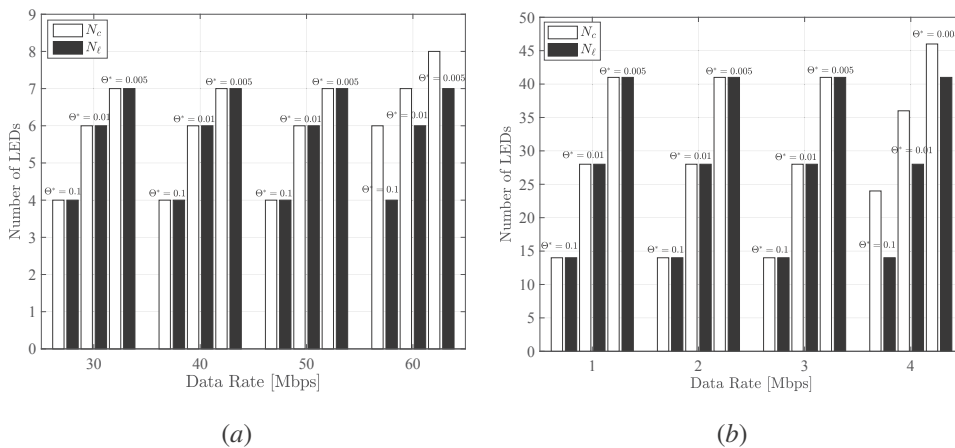 9
8
7
6
5
4
3
2
1
0
Number of LEDs
N_c
N_ℓ
Θ* = 0.1
Θ* = 0.01
Θ* = 0.005
Θ* = 0.1
Θ* = 0.01
Θ* = 0.005
Θ* = 0.1
Θ* = 0.01
Θ* = 0.005
Θ* = 0.1
Θ* = 0.01
Θ* = 0.005
30 40 50 60
Data Rate [Mbps]
(a)
50
45
40
35
30
25
20
15
10
5
0
Number of LEDs
N_c
N_ℓ
Θ* = 0.1
Θ* = 0.01
Θ* = 0.005
Θ* = 0.1
Θ* = 0.01
Θ* = 0.005
Θ* = 0.1
Θ* = 0.01
Θ* = 0.005
Θ* = 0.1
Θ* = 0.01
Θ* = 0.00
1 2 3 4
Data Rate [Mbps]
(b)